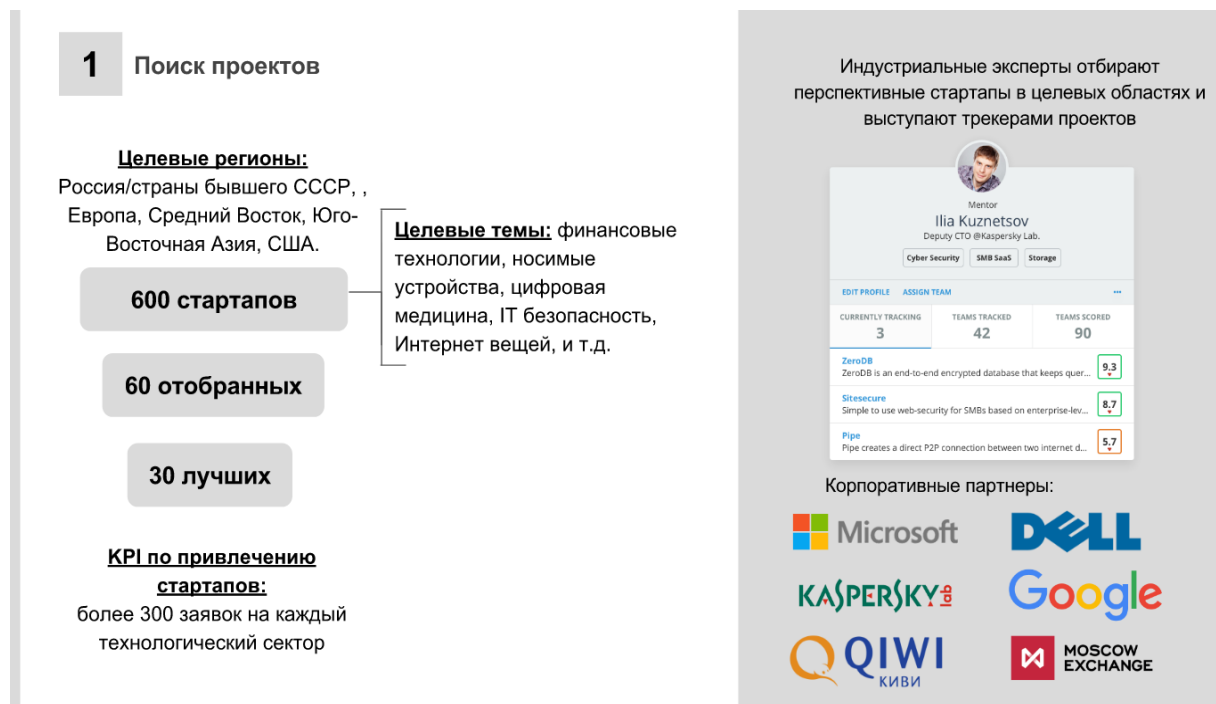 1
Поиск проектов
Целевые регионы:
Россия/страны бывшего СССР, ,
Европа, Средний Восток, Юго-
Восточная Азия, США.
600 стартапов
60 отобранных
30 лучших
Целевые темы: финансовые
технологии, носимые
устройства, цифровая
медицина, IT безопасность,
Интернет вещей, и т.д.
KPI по привлечению
стартапов:
более 300 заявок на каждый
технологический сектор
Индустриальные эксперты отбирают
перспективные стартапы в целевых областях и
выступают трекерами проектов
Mentor
Ilia Kuznetsov
Deputy CTO @Kaspersky Lab.
Cyber Security SMB SaaS Storage
EDIT PROFILE ASSIGN TEAM ...
CURRENTLY TRACKING TEAMS TRACKED TEAMS SCORED
3 42 90
ZeroDB
ZeroDB is an end-to-end encrypted database that keeps quer... 9.3
Sitesecure
Simple to use web-security for SMBs based on enterprise-lev... 8.7
Pipe
Pipe creates a direct P2P connection between two internet d... 5.7
Корпоративные партнеры:
Microsoft DELL
KASPERSKY lab Google
QIWI
КИВИ
MOSCOW
EXCHANGE